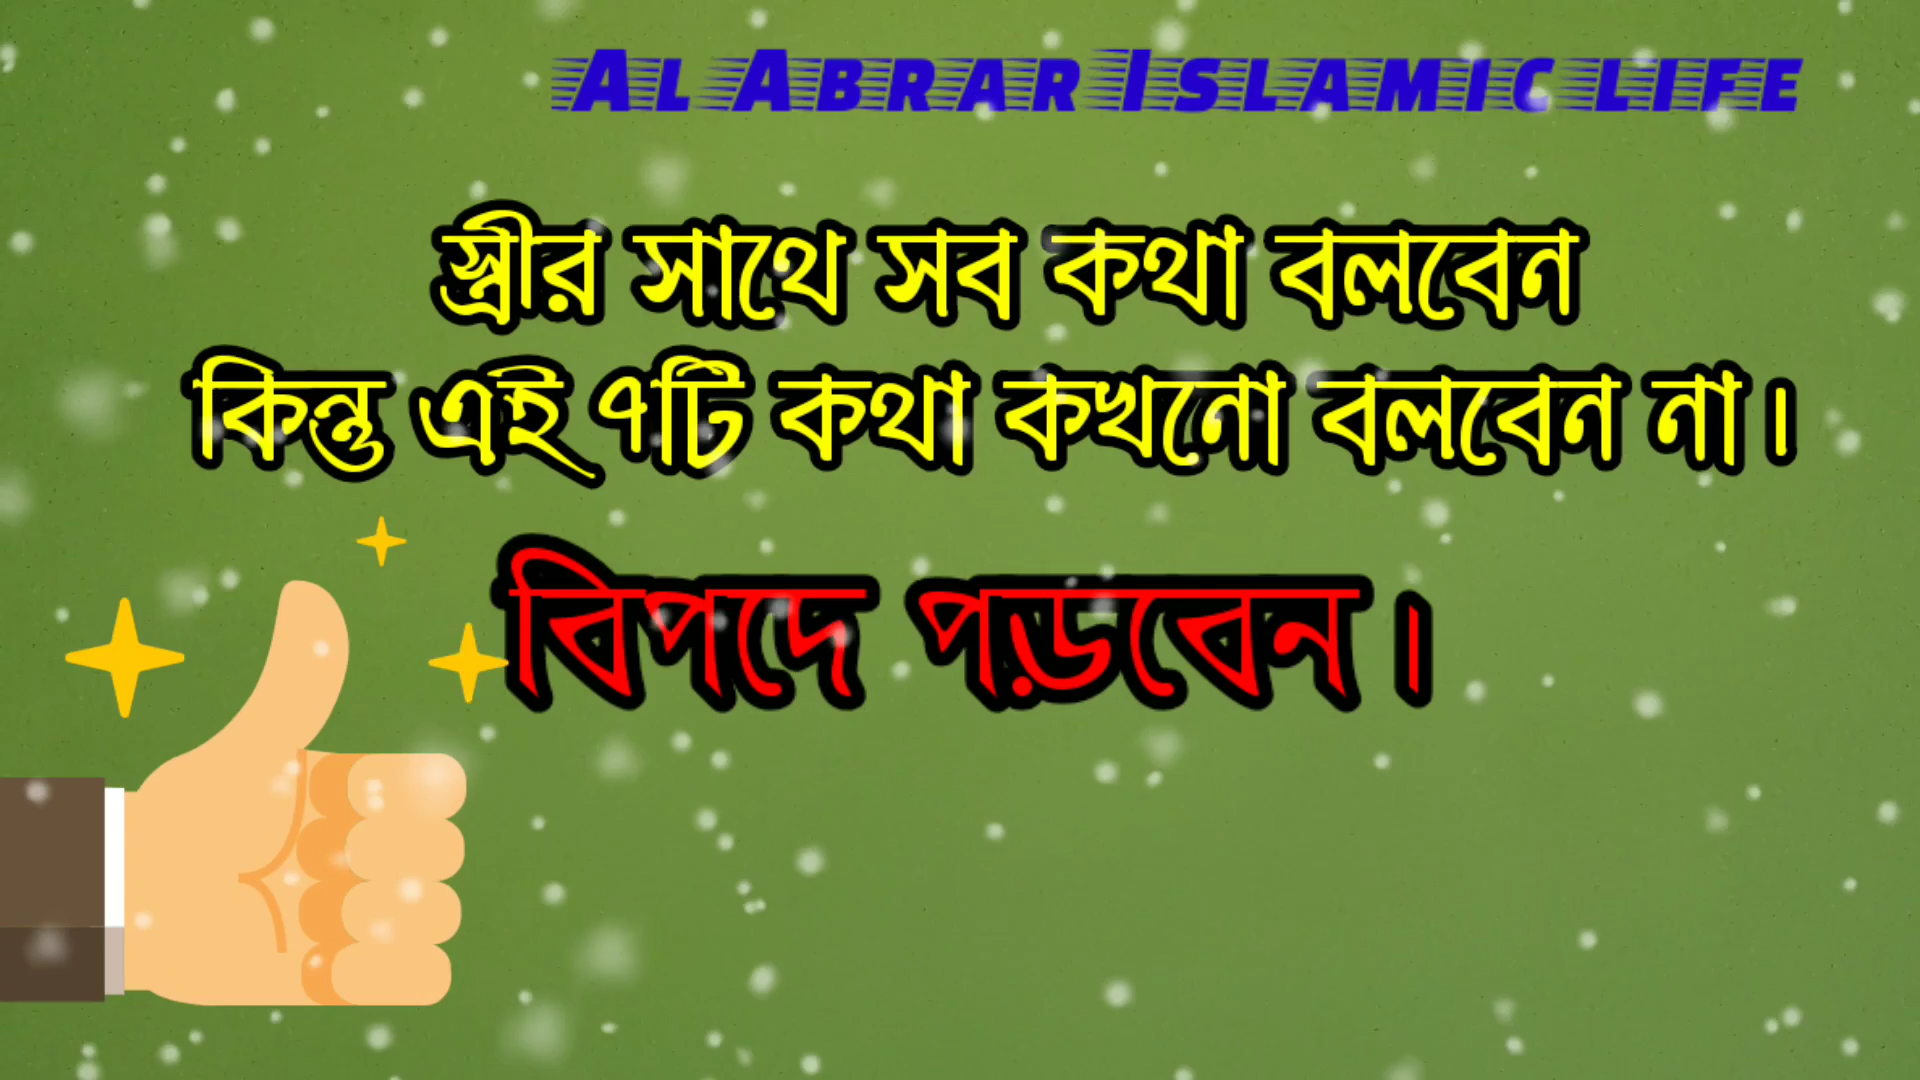 Al Abrar Islamic life
স্ত্রীর সাথে সব কথা বলবেন
কিন্তু এই ৭টি কথা কখনো বলবেন না।
বিপদে পড়বেন।